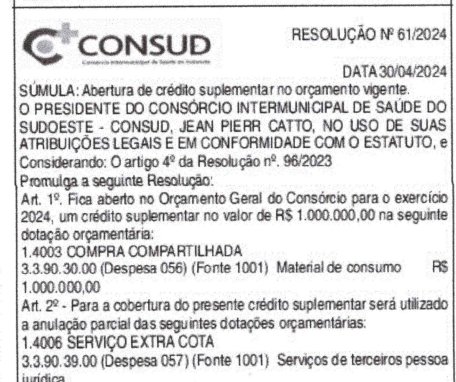 CONSUD
Consórcio Intermunicipal de Saúde do Sudoeste
RESOLUÇÃO Nº 61/2024
DATA 30/04/2024
SÚMULA: Abertura de crédito suplementar no orçamento vigente.
O PRESIDENTE DO CONSÓRCIO INTERMUNICIPAL DE SAÚDE DO
SUDOESTE - CONSUD, JEAN PIERR CATTO, NO USO DE SUAS
ATRIBUIÇÕES LEGAIS E EM CONFORMIDADE COM O ESTATUTO, e
Considerando: O artigo 4º da Resolução nº. 96/2023
Promulga a seguinte Resolução:
Art. 1º. Fica aberto no Orçamento Geral do Consórcio para o exercício
2024, um crédito suplementar no valor de R$ 1.000.000,00 na seguinte
dotação orçamentária:
1.4003 COMPRA COMPARTILHADA
3.3.90.30.00 (Despesa 056) (Fonte 1001) Material de consumo R$
1.000.000,00
Art. 2º - Para a cobertura do presente crédito suplementar será utilizado
a anulação parcial das seguintes dotações orçamentárias:
1.4006 SERVIÇO EXTRA COTA
3.3.90.39.00 (Despesa 057) (Fonte 1001) Serviços de terceiros pessoa
jurídica